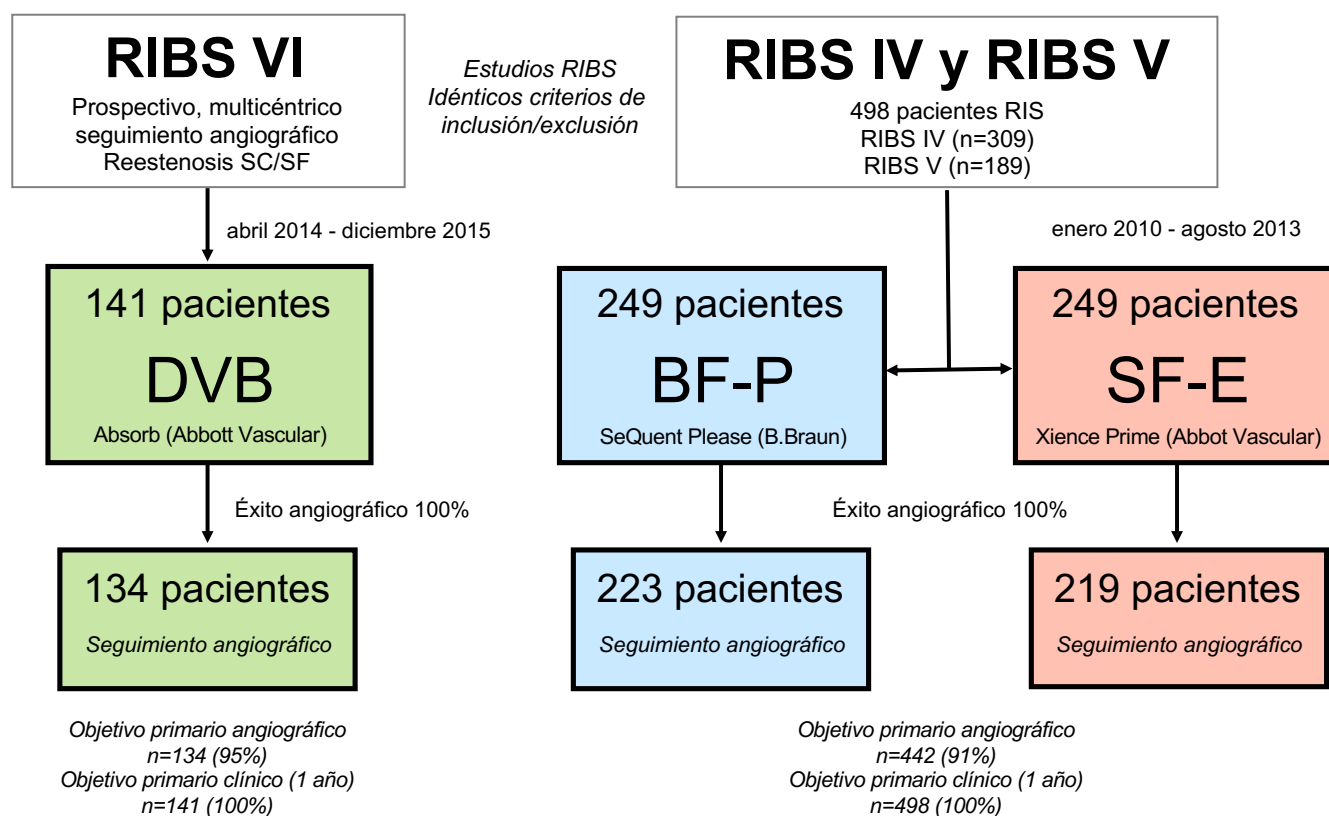 RIBS VI
Prospectivo, multicéntrico
seguimiento angiográfico
Reestenosis SC/SF
Estudios RIBS
Idénticos criterios de
inclusión/exclusión
RIBS IV y RIBS V
498 pacientes RIS
RIBS IV (n=309)
RIBS V (n=189)
abril 2014 - diciembre 2015
enero 2010 - agosto 2013
141 pacientes
DVB
Absorb (Abbott Vascular)
249 pacientes
BF-P
SeQuent Please (B.Braun)
249 pacientes
SF-E
Xience Prime (Abbot Vascular)
Éxito angiográfico 100%
Éxito angiográfico 100%
134 pacientes
Seguimiento angiográfico
223 pacientes
Seguimiento angiográfico
219 pacientes
Seguimiento angiográfico
Objetivo primario angiográfico
n=134 (95%)
Objetivo primario clínico (1 año)
n=141 (100%)
Objetivo primario angiográfico
n=442 (91%)
Objetivo primario clínico (1 año)
n=498 (100%)